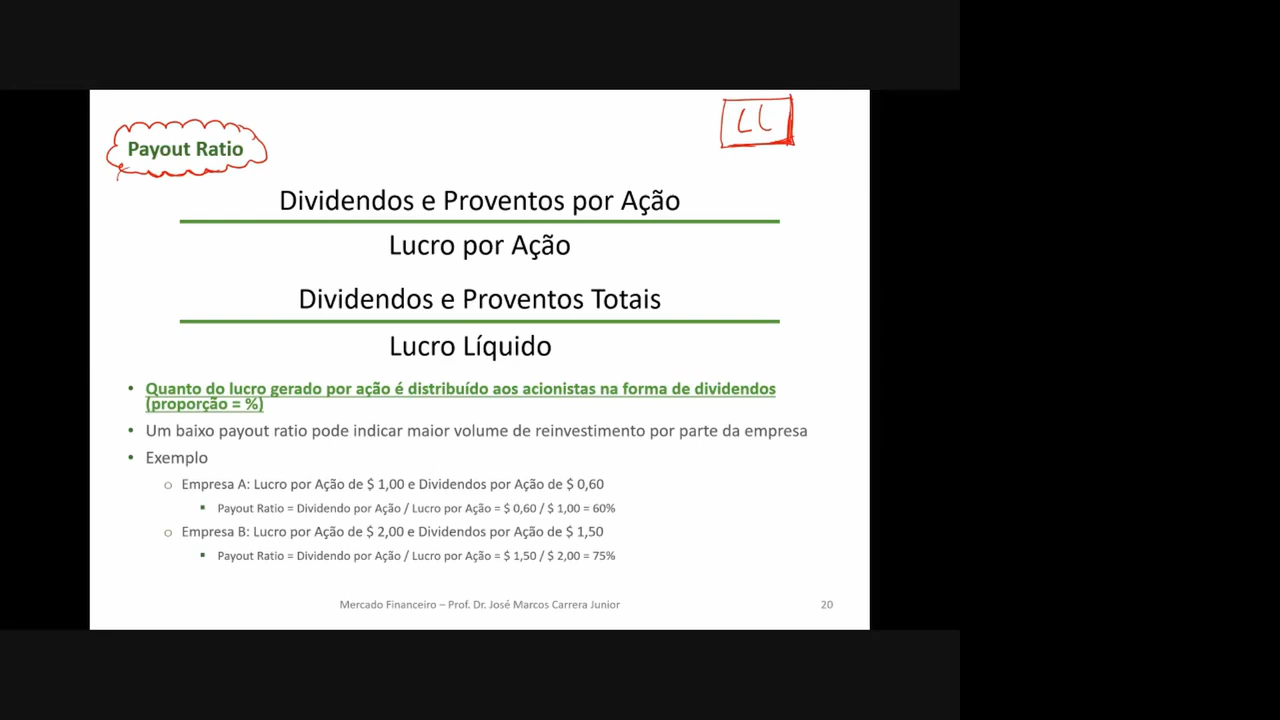 LL
Payout Ratio
Dividendos e Proventos por Ação
Lucro por Ação
Dividendos e Proventos Totais
Lucro Líquido
• Quanto do lucro gerado por ação é distribuído aos acionistas na forma de dividendos
(proporção = %)
• Um baixo payout ratio pode indicar maior volume de reinvestimento por parte da empresa
• Exemplo
o Empresa A: Lucro por Ação de $ 1,00 e Dividendos por Ação de $ 0,60
▪ Payout Ratio = Dividendo por Ação / Lucro por Ação = $ 0,60 / $ 1,00 = 60%
o Empresa B: Lucro por Ação de $ 2,00 e Dividendos por Ação de $ 1,50
▪ Payout Ratio = Dividendo por Ação / Lucro por Ação = $ 1,50 / $ 2,00 = 75%
Mercado Financeiro – Prof. Dr. José Marcos Carrera Junior
20